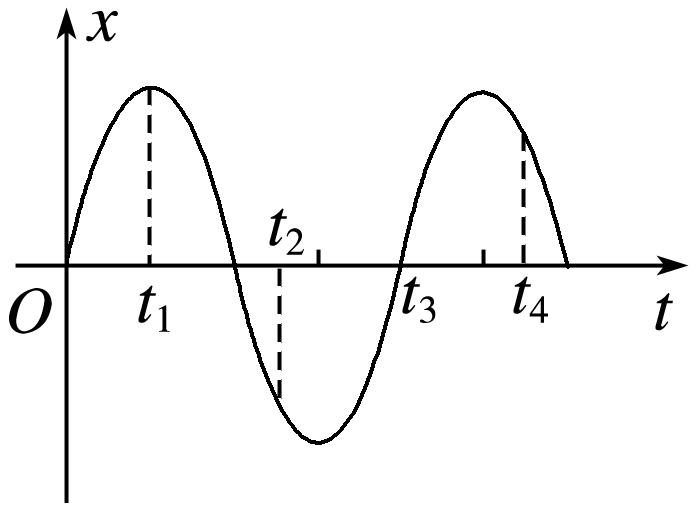 x
t₂
O
t₁
t₃
t₄
t